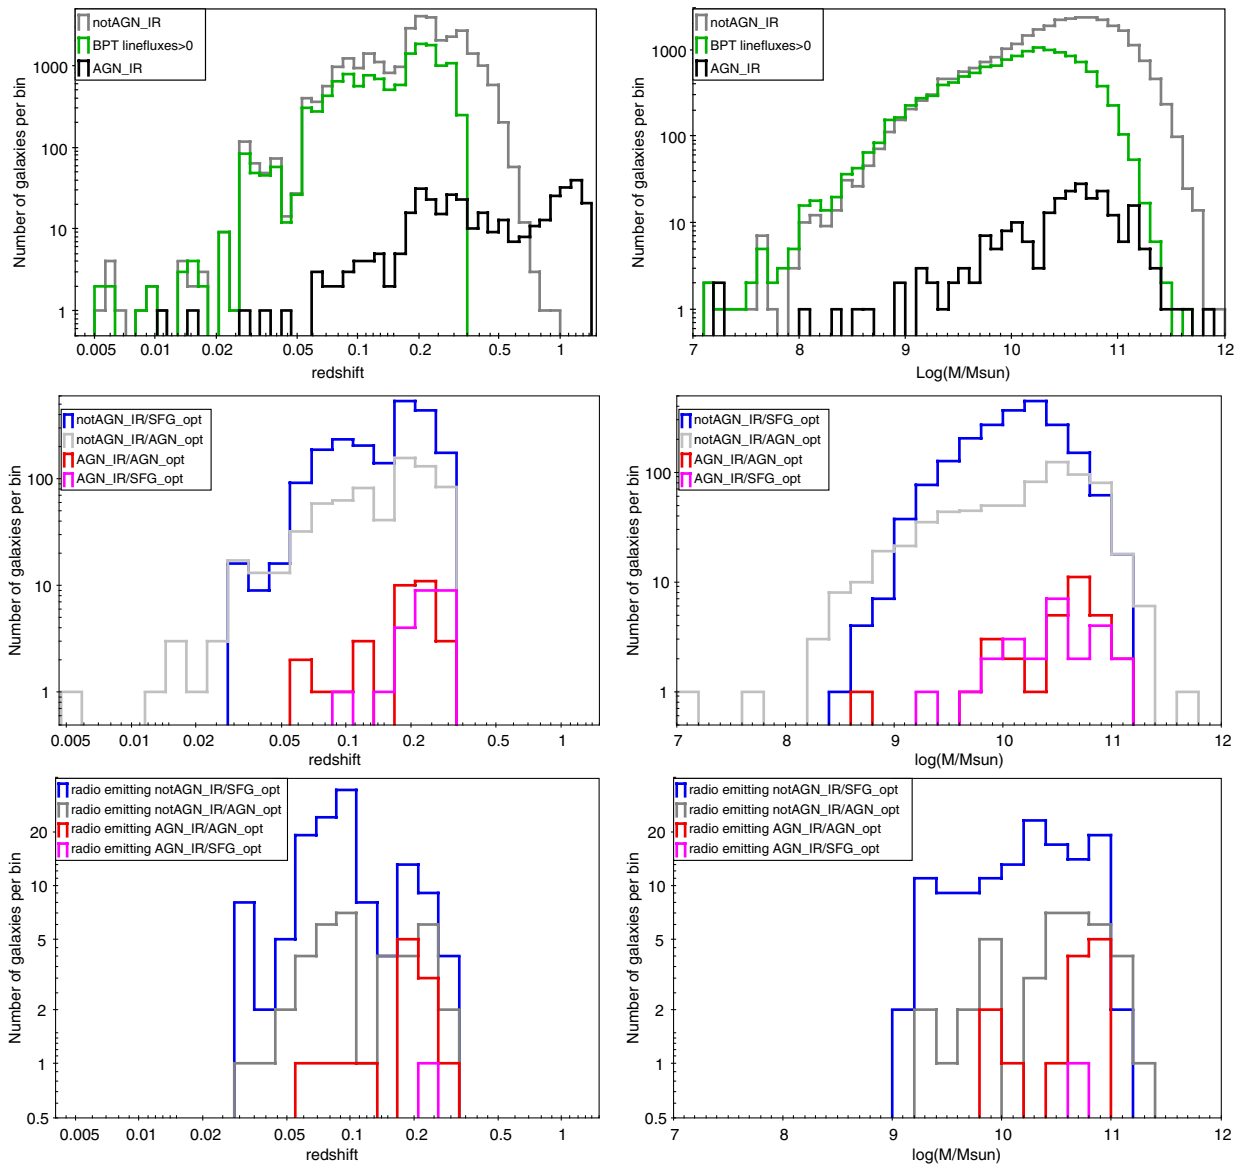 notAGN_IR
BPT linefluxes>0
AGN_IR
Number of galaxies per bin
1000
100
10
1
0.005
0.01
0.02
0.05
0.1
0.2
0.5
1
redshift
notAGN_IR
BPT linefluxes>0
AGN_IR
Number of galaxies per bin
1000
100
10
1
7
8
9
10
11
12
Log(M/Msun)
notAGN_IR/SFG_opt
notAGN_IR/AGN_opt
AGN_IR/AGN_opt
AGN_IR/SFG_opt
Number of galaxies per bin
100
10
1
0.005
0.01
0.02
0.05
0.1
0.2
0.5
1
redshift
notAGN_IR/SFG_opt
notAGN_IR/AGN_opt
AGN_IR/AGN_opt
AGN_IR/SFG_opt
Number of galaxies per bin
100
10
1
7
8
9
10
11
12
log(M/Msun)
radio emitting notAGN_IR/SFG_opt
radio emitting notAGN_IR/AGN_opt
radio emitting AGN_IR/AGN_opt
radio emitting AGN_IR/SFG_opt
Number of galaxies per bin
20
10
5
2
1
0.5
0.005
0.01
0.02
0.05
0.1
0.2
0.5
1
redshift
radio emitting notAGN_IR/SFG_opt
radio emitting notAGN_IR/AGN_opt
radio emitting AGN_IR/AGN_opt
radio emitting AGN_IR/SFG_opt
Number of galaxies per bin
20
10
5
2
1
0.5
7
8
9
10
11
12
log(M/Msun)